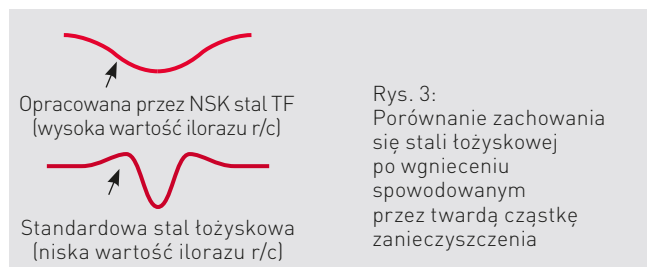 Opracowana przez NSK stal TF
(wysoka wartość ilorazu r/c)
Standardowa stal łożyskowa
(niska wartość ilorazu r/c)
Rys. 3:
Porównanie zachowania
się stali łożyskowej
po wgnieceniu
spowodowanym
przez twardą cząstkę
zanieczyszczenia